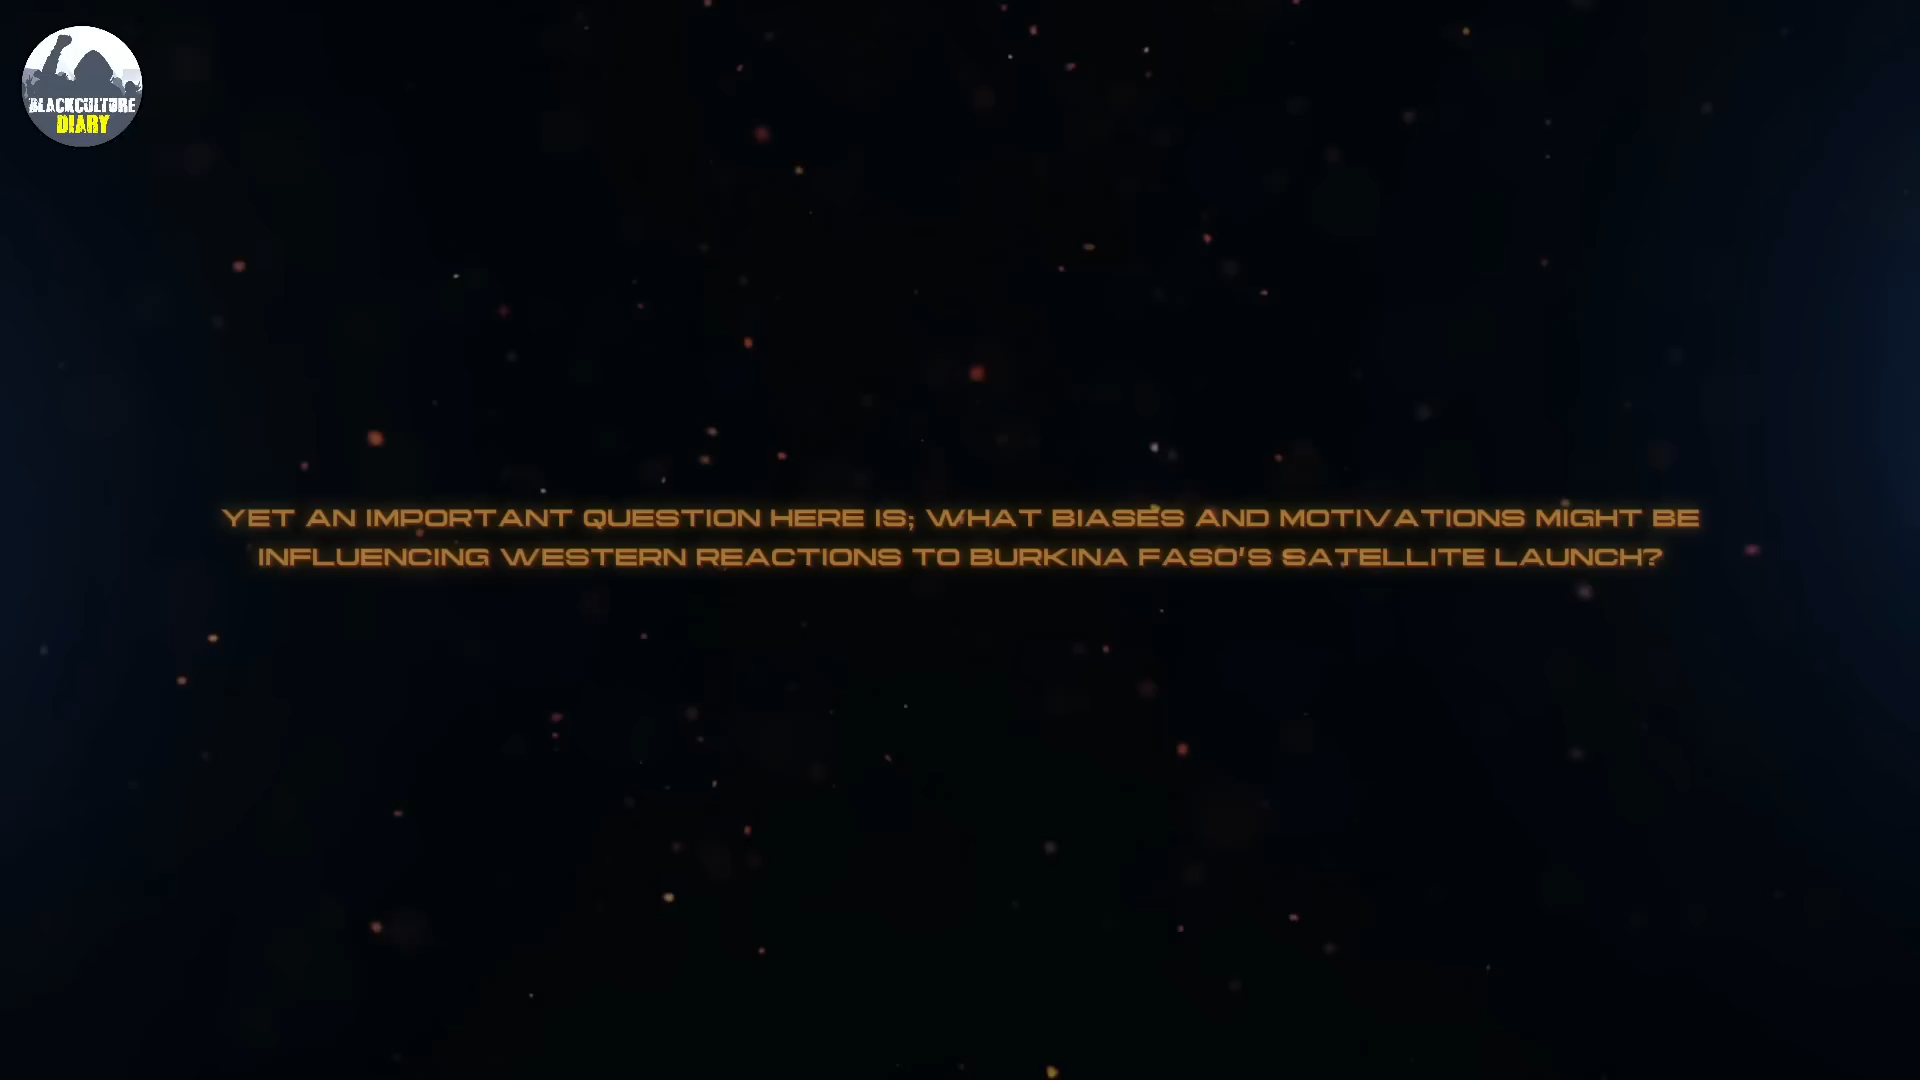 BLACKCULTURE
DIARY
YET AN IMPORTANT QUESTION HERE IS; WHAT BIASES AND MOTIVATIONS MIGHT BE
INFLUENCING WESTERN REACTIONS TO BURKINA FASO'S SATELLITE LAUNCH?